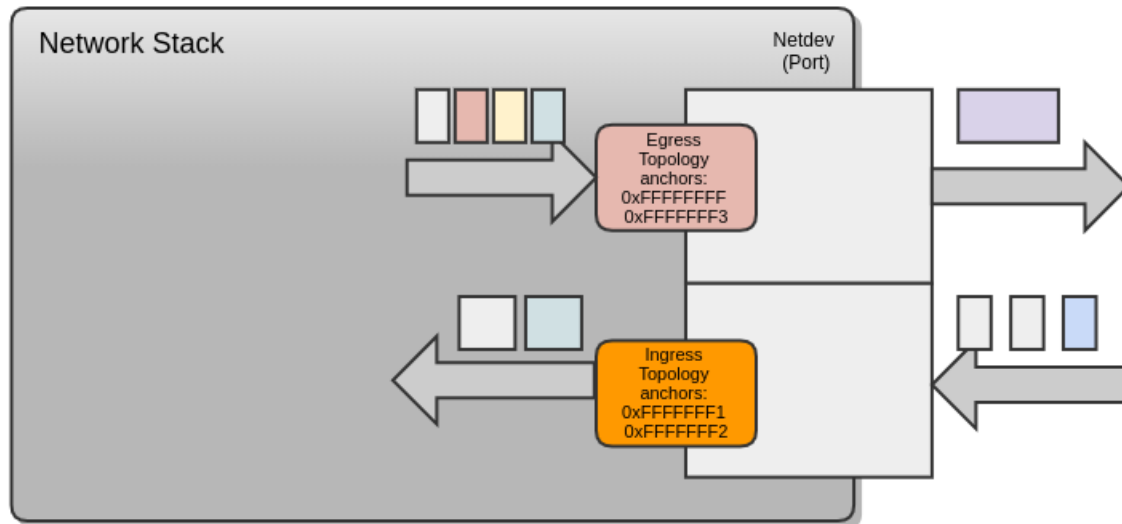 Network Stack
Netdev
(Port)
Egress
Topology
anchors:
0xFFFFFFFF
0xFFFFFFF3
Ingress
Topology
anchors:
0xFFFFFFF1
0xFFFFFFF2